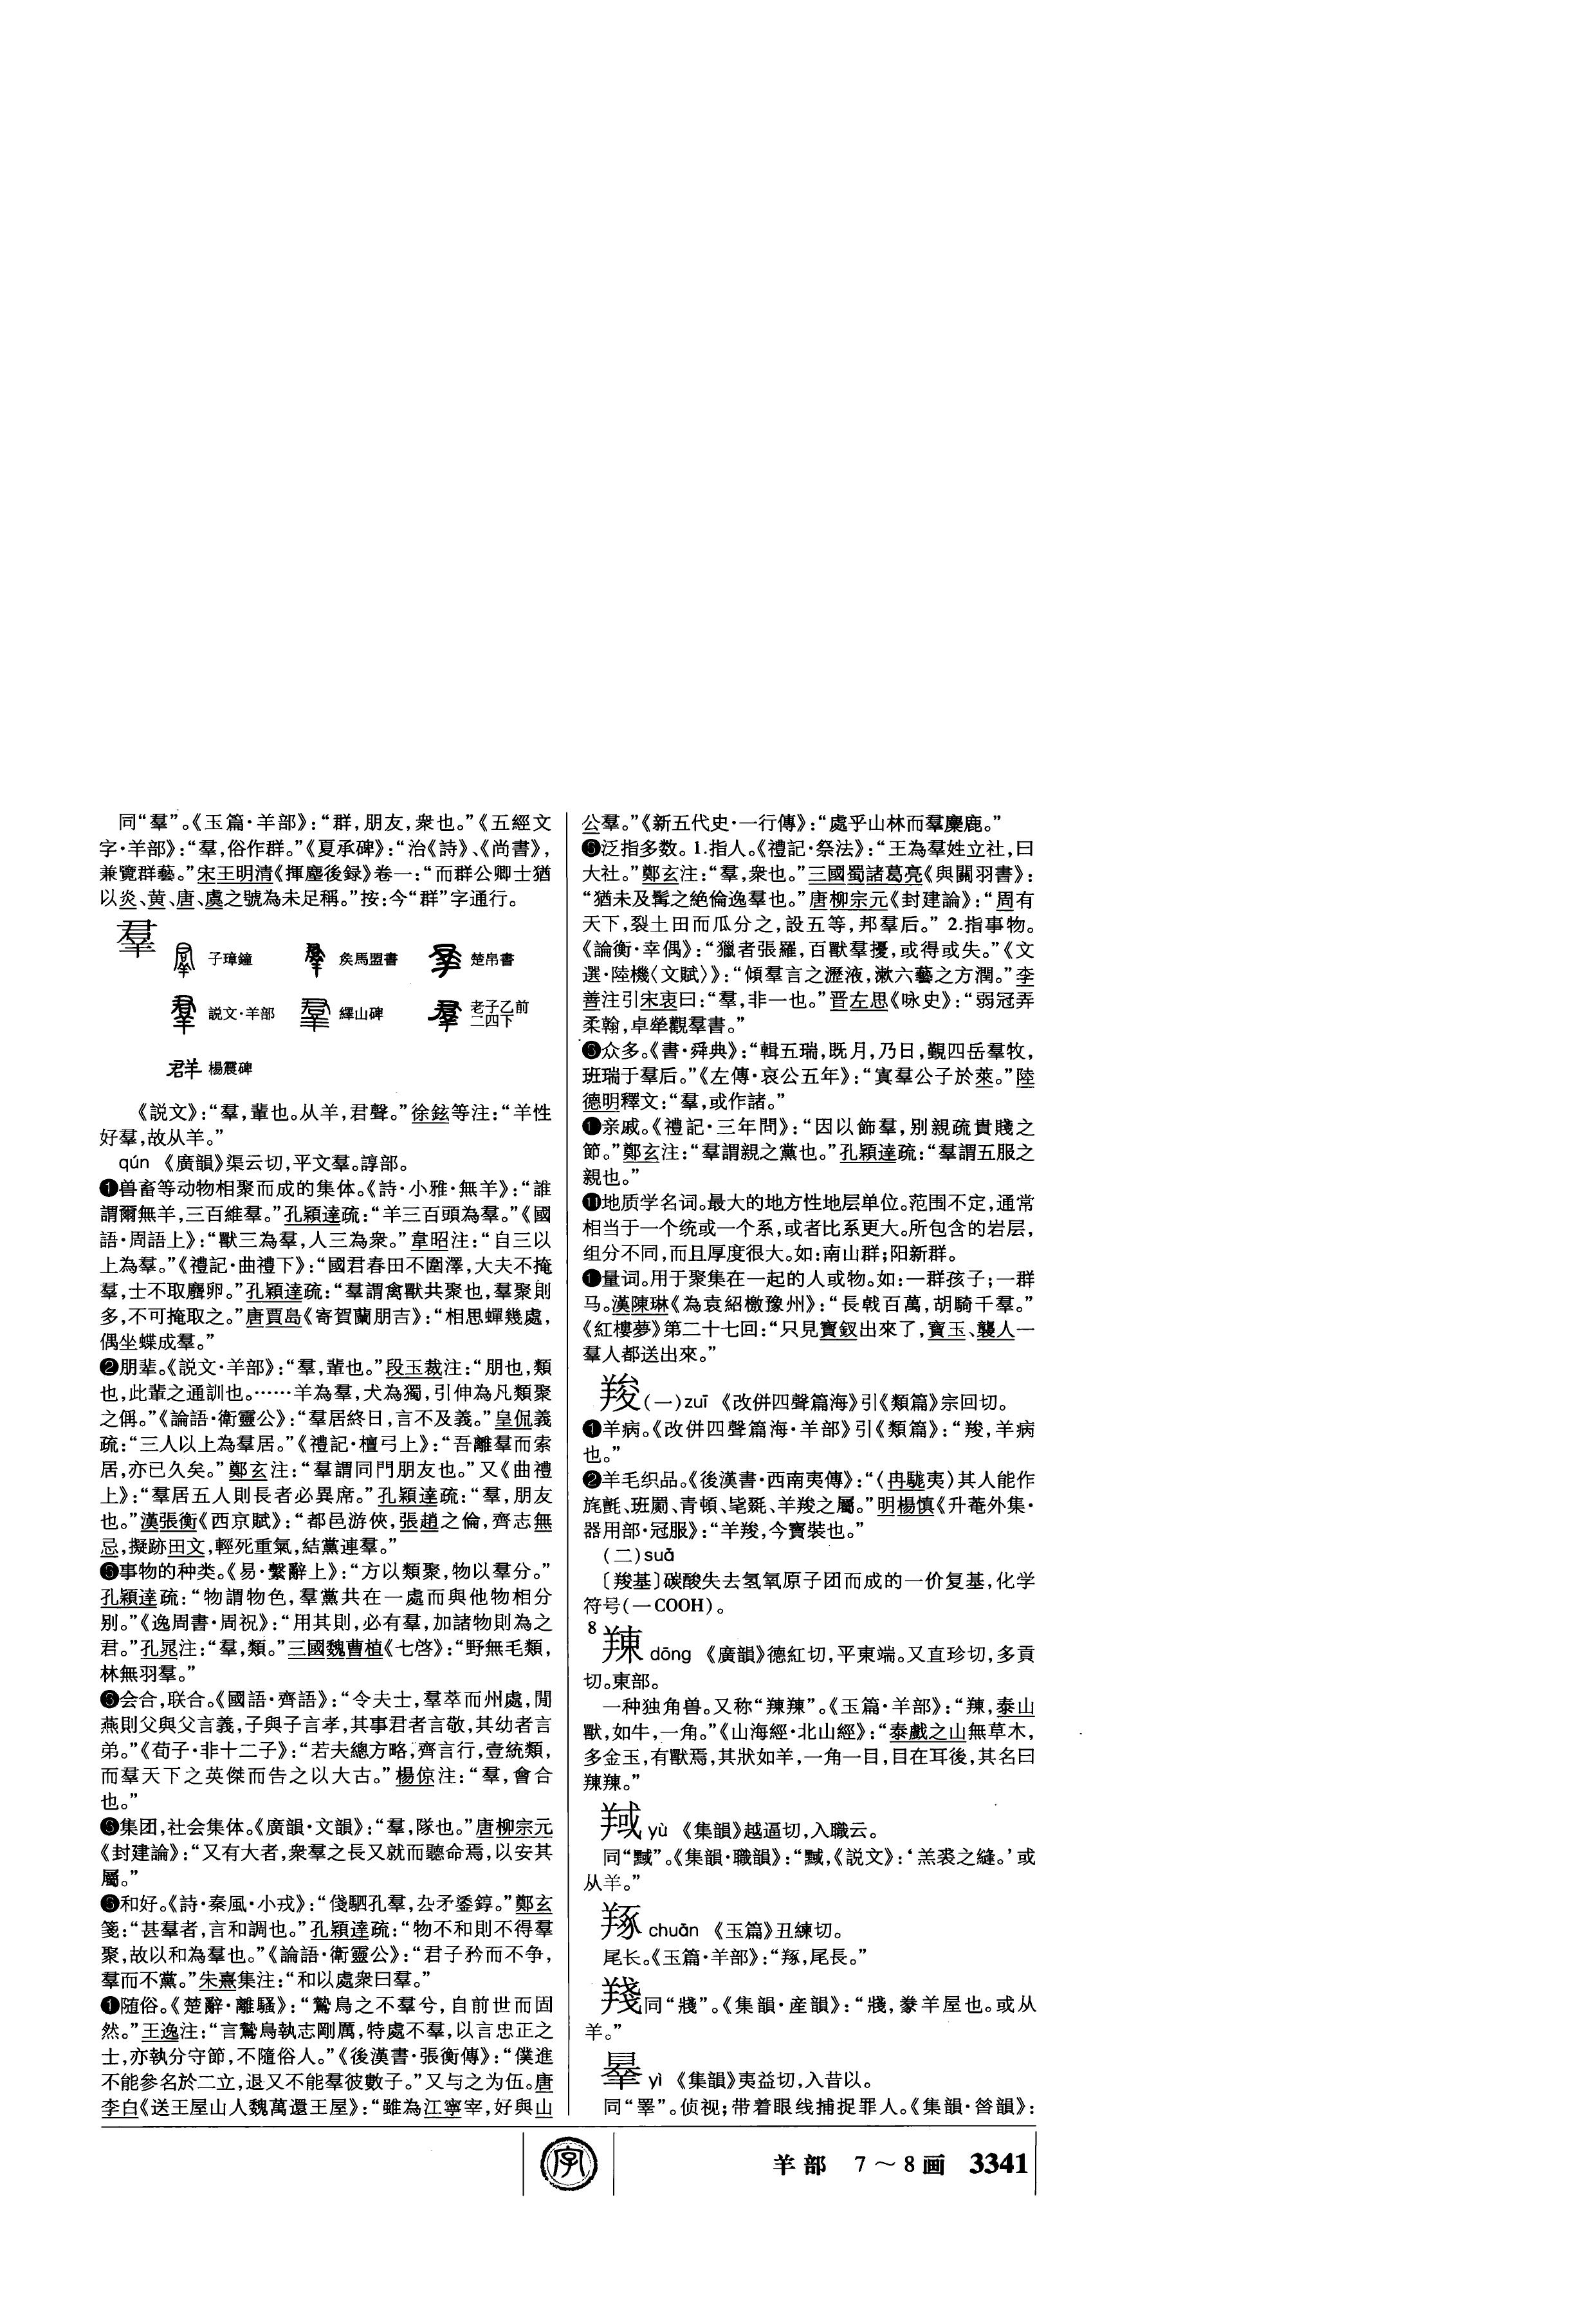 同“羣”。《玉篇·羊部》：“群，朋友，衆也。”《五經文
字·羊部》：“羣，俗作群。”《夏承碑》：“治《詩》、《尚書》，
兼覽群藝。”宋王明清《揮麈後録》卷一：“而群公卿士猶
以炎、黄、唐、虞之號為未足稱。”按：今“群”字通行。
羣
子璋鐘 矦馬盟書 楚帛書
説文·羊部 繹山碑 老子乙前二四下
楊震碑
《説文》：“羣，輩也。从羊，君聲。”徐鉉等注：“羊性
好羣，故从羊。”
qún 《廣韻》渠云切，平文羣。諄部。
❶兽畜等动物相聚而成的集体。《詩·小雅·無羊》：“誰
謂爾無羊，三百維羣。”孔穎達疏：“羊三百頭為羣。”《國
語·周語上》：“獸三為羣，人三為衆。”韋昭注：“自三以
上為羣。”《禮記·曲禮下》：“國君春田不圍澤，大夫不掩
羣，士不取麛卵。”孔穎達疏：“羣謂禽獸共聚也，羣聚則
多，不可掩取之。”唐賈島《寄賀蘭朋吉》：“相思蟬幾處，
偶坐蝶成羣。”
❷朋辈。《説文·羊部》：“羣，輩也。”段玉裁注：“朋也，類
也，此輩之通訓也。……羊為羣，犬為獨，引伸為凡類聚
之偁。”《論語·衛靈公》：“羣居終日，言不及義。”皇侃義
疏：“三人以上為羣居。”《禮記·檀弓上》：“吾離羣而索
居，亦已久矣。”鄭玄注：“羣謂同門朋友也。”又《曲禮
上》：“羣居五人則長者必異席。”孔穎達疏：“羣，朋友
也。”漢張衡《西京賦》：“都邑游俠，張趙之倫，齊志無
忌，擬跡田文，輕死重氣，結黨連羣。”
❸事物的种类。《易·繫辭上》：“方以類聚，物以羣分。”
孔穎達疏：“物謂物色，羣黨共在一處而與他物相分
别。”《逸周書·周祝》：“用其則，必有羣，加諸物則為之
君。”孔晁注：“羣，類。”三國魏曹植《七啓》：“野無毛類，
林無羽羣。”
❺会合，联合。《國語·齊語》：“令夫士，羣萃而州處，閒
燕則父與父言義，子與子言孝，其事君者言敬，其幼者言
弟。”《荀子·非十二子》：“若夫總方略，齊言行，壹統類，
而羣天下之英傑而告之以大古。”楊倞注：“羣，會合
也。”
❺集团，社会集体。《廣韻·文韻》：“羣，隊也。”唐柳宗元
《封建論》：“又有大者，衆羣之長又就而聽命焉，以安其
屬。”
❺和好。《詩·秦風·小戎》：“俴駟孔羣，厹矛鋈錞。”鄭玄
箋：“甚羣者，言和調也。”孔穎達疏：“物不和則不得羣
聚，故以和為羣也。”《論語·衛靈公》：“君子矜而不争，
羣而不黨。”朱熹集注：“和以處衆曰羣。”
❶随俗。《楚辭·離騷》：“鷙鳥之不羣兮，自前世而固
然。”王逸注：“言鷙鳥執志剛厲，特處不羣，以言忠正之
士，亦執分守節，不隨俗人。”《後漢書·張衡傳》：“僕進
不能參名於二立，退又不能羣彼數子。”又与之为伍。唐
李白《送王屋山人魏萬還王屋》：“雖為江寧宰，好與山
公羣。”《新五代史·一行傳》：“處乎山林而羣麋鹿。”
❺泛指多数。1.指人。《禮記·祭法》：“王為羣姓立社，曰
大社。”鄭玄注：“羣，衆也。”三國蜀諸葛亮《與關羽書》：
“猶未及髯之絶倫逸羣也。”唐柳宗元《封建論》：“周有
天下，裂土田而瓜分之，設五等，邦羣后。” 2.指事物。
《論衡·幸偶》：“獵者張羅，百獸羣擾，或得或失。”《文
選·陸機〈文賦〉》：“傾羣言之瀝液，漱六藝之方潤。”李
善注引宋衷曰：“羣，非一也。”晋左思《咏史》：“弱冠弄
柔翰，卓犖觀羣書。”
❸众多。《書·舜典》：“輯五瑞，既月，乃日，覲四岳羣牧，
班瑞于羣后。”《左傳·哀公五年》：“寘羣公子於萊。”陸
德明釋文：“羣，或作諸。”
❶亲戚。《禮記·三年問》：“因以飾羣，别親疏貴賤之
節。”鄭玄注：“羣謂親之黨也。”孔穎達疏：“羣謂五服之
親也。”
⓫地质学名词。最大的地方性地层单位。范围不定，通常
相当于一个统或一个系，或者比系更大。所包含的岩层，
组分不同，而且厚度很大。如：南山群；阳新群。
❶量词。用于聚集在一起的人或物。如：一群孩子；一群
马。漢陳琳《為袁紹檄豫州》：“長戟百萬，胡騎千羣。”
《紅樓夢》第二十七回：“只見寶釵出來了，寶玉、襲人一
羣人都送出來。”
羧（一）zuī 《改併四聲篇海》引《類篇》宗回切。
❶羊病。《改併四聲篇海·羊部》引《類篇》：“羧，羊病
也。”
❷羊毛织品。《後漢書·西南夷傳》：“〈冉駹夷〉其人能作
旄氈、班罽、青頓、毞毲、羊羧之屬。”明楊慎《升菴外集·
器用部·冠服》：“羊羧，今寶裝也。”
（二）suō
〔羧基〕碳酸失去氢氧原子团而成的一价复基，化学
符号（一COOH）。
8 䍶 dōng 《廣韻》德紅切，平東端。又直珍切，多貢
切。東部。
一种独角兽。又称“䍶䍶”。《玉篇·羊部》：“䍶，泰山
獸，如牛，一角。”《山海經·北山經》：“泰戲之山無草木，
多金玉，有獸焉，其狀如羊，一角一目，目在耳後，其名曰
䍶䍶。”
䍻 yù 《集韻》越逼切，入職云。
同“黬”。《集韻·職韻》：“黬，《説文》：‘羔裘之縫。’或
从羊。”
chuǎn 《玉篇》丑練切。
尾长。《玉篇·羊部》：“，尾長。”
同“牋”。《集韻·産韻》：“牋，豢羊屋也。或从
羊。”
yì 《集韻》夷益切，入昔以。
同“睪”。侦视；带着眼线捕捉罪人。《集韻·㫺韻》：
字
羊部 7～8画 3341